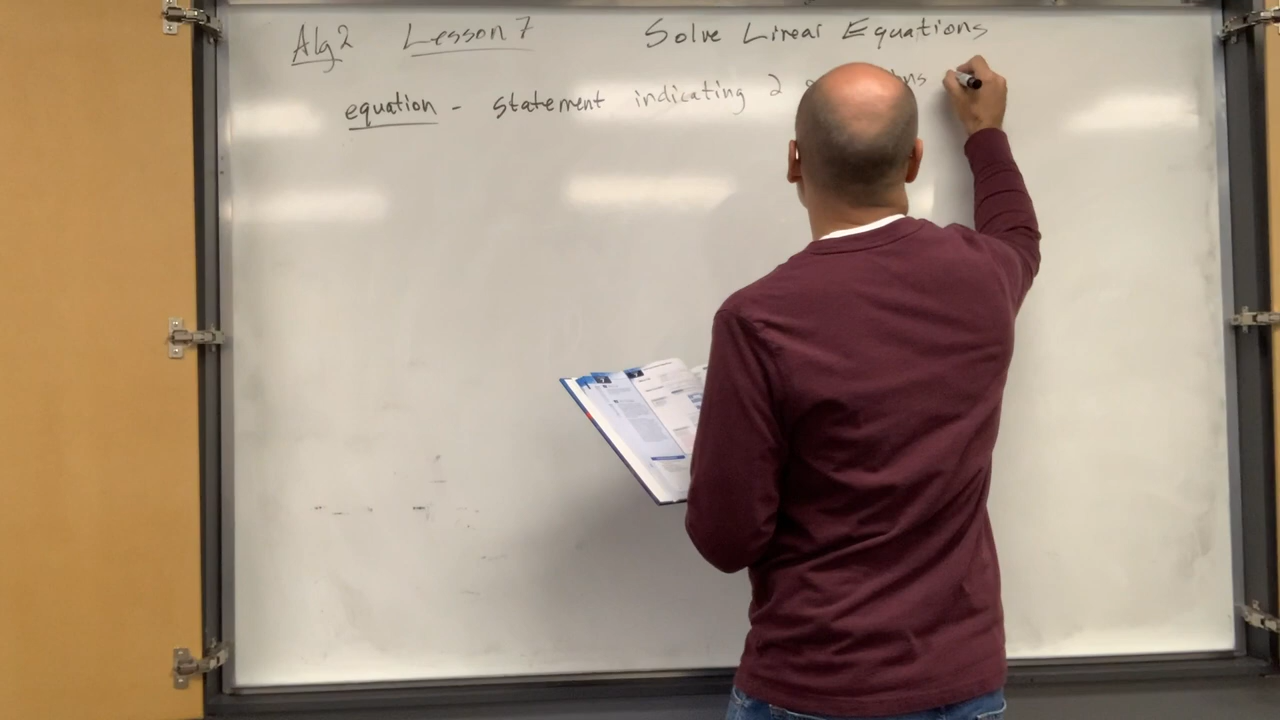 Alg2 Lesson 7 Solve Linear Equations
equation - statement indicating 2